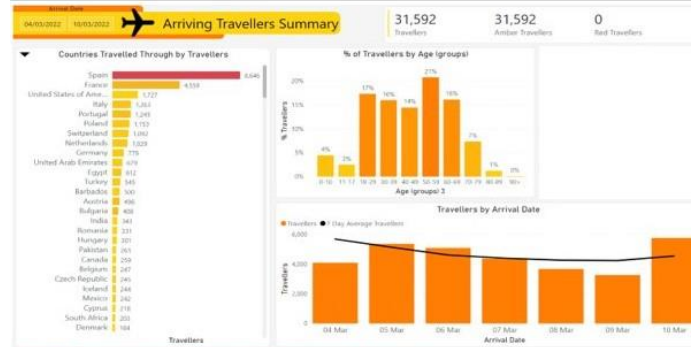 Arrival Date
04/03/2022 10/03/2022
Arriving Travellers Summary
31,592
Travellers
31,592
Amber Travellers
0
Red Travellers
Countries Travelled Through by Travellers
Spain 8,646
France 4,559
United States of Ame... 1,727
Italy 1,263
Portugal 1,245
Poland 1,153
Switzerland 1,092
Netherlands 1,029
Germany 779
United Arab Emirates 679
Egypt 612
Turkey 545
Barbados 500
Austria 498
Bulgaria 408
India 343
Romania 331
Hungary 301
Pakistan 263
Canada 259
Belgium 247
Czech Republic 245
Iceland 244
Mexico 242
Cyprus 218
South Africa 205
Denmark 184
Travellers
% of Travellers by Age (groups)
% Travellers
20%
15%
10%
5%
0%
4% 17% 16% 14% 21% 16% 7% 1% 0%
0-10 11-17 18-29 30-39 40-49 50-59 60-69 70-79 80-89 90+
Age (groups) 3
Travellers by Arrival Date
Travellers 7 Day Average Travellers
Travellers
6,000
4,000
2,000
0
04 Mar 05 Mar 06 Mar 07 Mar 08 Mar 09 Mar 10 Mar
Arrival Date